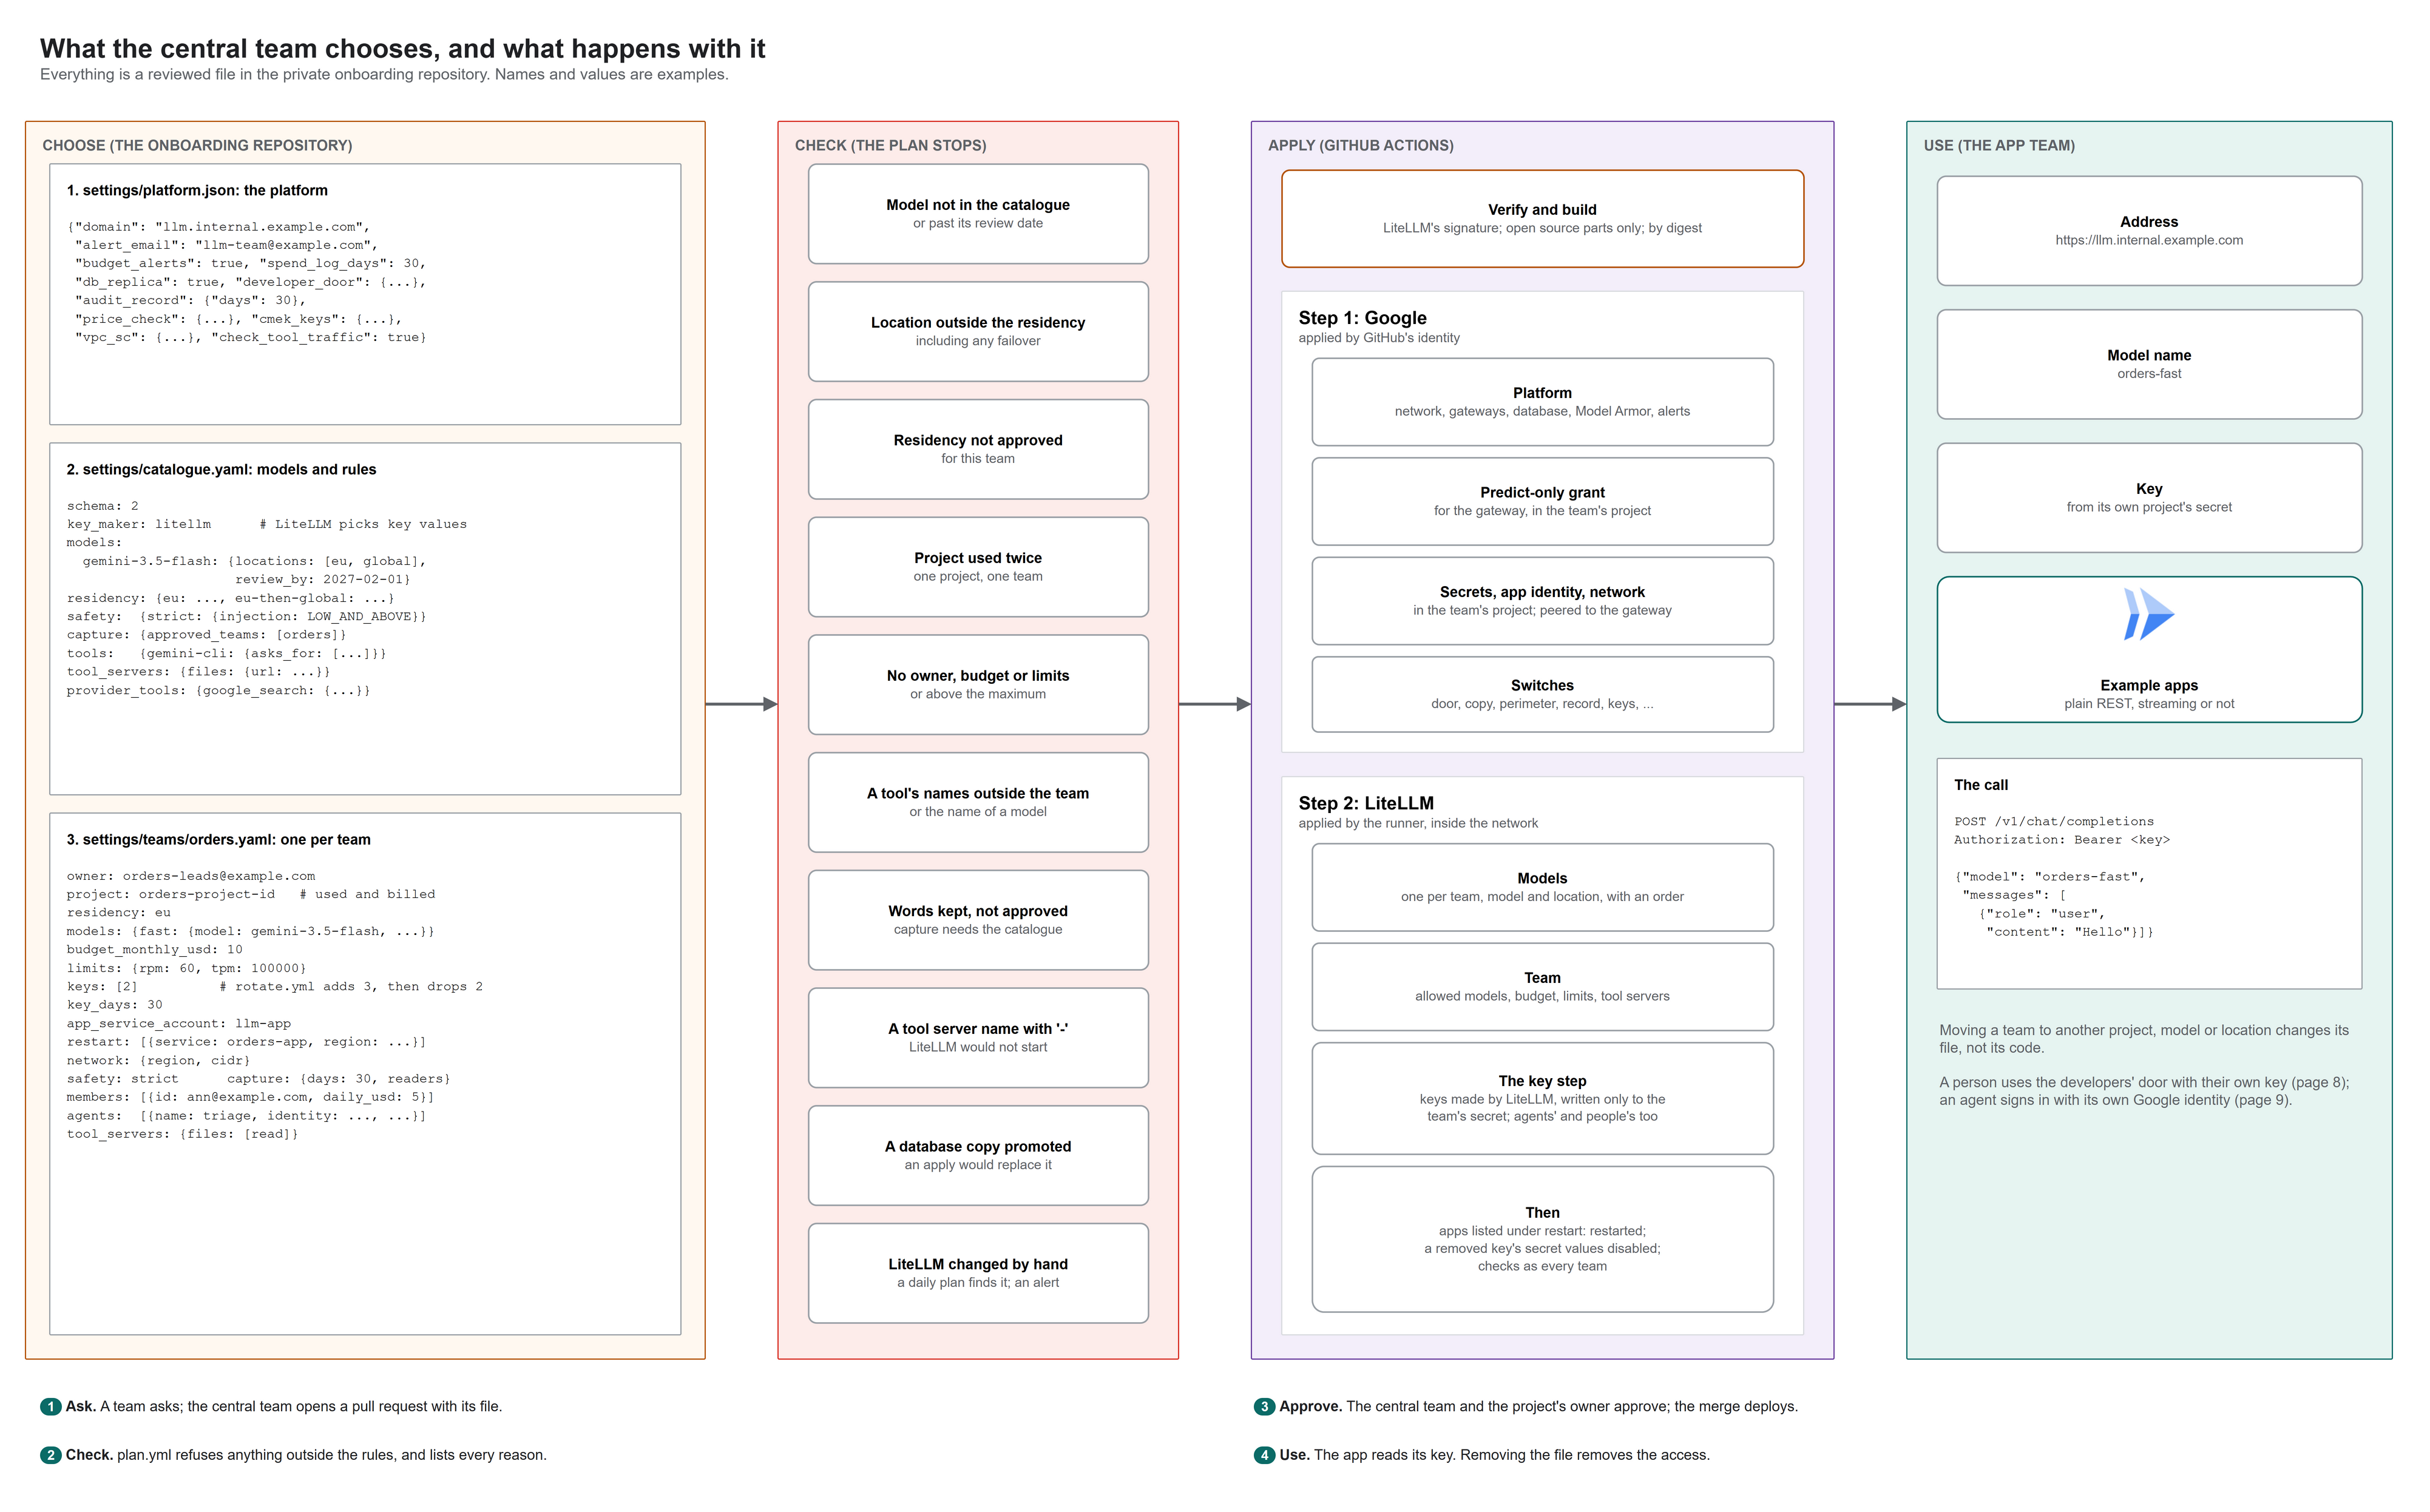 What the central team chooses, and what happens with it
Everything is a reviewed file in the private onboarding repository. Names and values are examples.
CHOOSE (THE ONBOARDING REPOSITORY)
1. settings/platform.json: the platform
{"domain": "llm.internal.example.com",
"alert_email": "llm-team@example.com",
"budget_alerts": true, "spend_log_days": 30,
"db_replica": true, "developer_door": {...},
"audit_record": {"days": 30},
"price_check": {...}, "cmek_keys": {...},
"vpc_sc": {...}, "check_tool_traffic": true}
2. settings/catalogue.yaml: models and rules
schema: 2
key_maker: litellm      # LiteLLM picks key values
models:
gemini-3.5-flash: {locations: [eu, global],
review_by: 2027-02-01}
residency: {eu: ..., eu-then-global: ...}
safety:  {strict: {injection: LOW_AND_ABOVE}}
capture: {approved_teams: [orders]}
tools:   {gemini-cli: {asks_for: [...]}}
tool_servers: {files: {url: ...}}
provider_tools: {google_search: {...}}
3. settings/teams/orders.yaml: one per team
owner: orders-leads@example.com
project: orders-project-id   # used and billed
residency: eu
models: {fast: {model: gemini-3.5-flash, ...}}
budget_monthly_usd: 10
limits: {rpm: 60, tpm: 100000}
keys: [2]          # rotate.yml adds 3, then drops 2
key_days: 30
app_service_account: llm-app
restart: [{service: orders-app, region: ...}]
network: {region, cidr}
safety: strict      capture: {days: 30, readers}
members: [{id: ann@example.com, daily_usd: 5}]
agents:  [{name: triage, identity: ..., ...}]
tool_servers: {files: [read]}
CHECK (THE PLAN STOPS)
Model not in the catalogue
or past its review date
Location outside the residency
including any failover
Residency not approved
for this team
Project used twice
one project, one team
No owner, budget or limits
or above the maximum
A tool's names outside the team
or the name of a model
Words kept, not approved
capture needs the catalogue
A tool server name with '-'
LiteLLM would not start
A database copy promoted
an apply would replace it
LiteLLM changed by hand
a daily plan finds it; an alert
APPLY (GITHUB ACTIONS)
Verify and build
LiteLLM's signature; open source parts only; by digest
Step 1: Google
applied by GitHub's identity
Platform
network, gateways, database, Model Armor, alerts
Predict-only grant
for the gateway, in the team's project
Secrets, app identity, network
in the team's project; peered to the gateway
Switches
door, copy, perimeter, record, keys, ...
Step 2: LiteLLM
applied by the runner, inside the network
Models
one per team, model and location, with an order
Team
allowed models, budget, limits, tool servers
The key step
keys made by LiteLLM, written only to the
team's secret; agents' and people's too
Then
apps listed under restart: restarted;
a removed key's secret values disabled;
checks as every team
USE (THE APP TEAM)
Address
https://llm.internal.example.com
Model name
orders-fast
Key
from its own project's secret
Example apps
plain REST, streaming or not
The call
POST /v1/chat/completions
Authorization: Bearer <key>
{"model": "orders-fast",
"messages": [
{"role": "user",
"content": "Hello"}]}
Moving a team to another project, model or location changes its
file, not its code.
A person uses the developers' door with their own key (page 8);
an agent signs in with its own Google identity (page 9).
1 Ask. A team asks; the central team opens a pull request with its file.
2 Check. plan.yml refuses anything outside the rules, and lists every reason.
3 Approve. The central team and the project's owner approve; the merge deploys.
4 Use. The app reads its key. Removing the file removes the access.